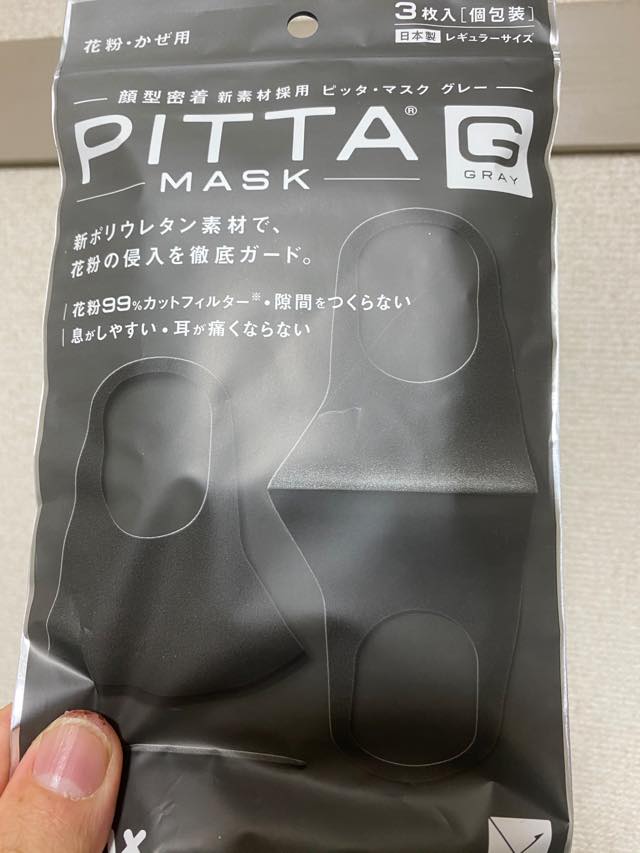 花粉・かぜ用
3枚入[個包装]
日本製 レギュラーサイズ
顔型密着 新素材採用 ピッタ・マスク グレー
PITTA®
MASK
G
GRAY
新ポリウレタン素材で、
花粉の侵入を徹底ガード。
花粉99%カットフィルター※・隙間をつくらない
息がしやすい・耳が痛くならない